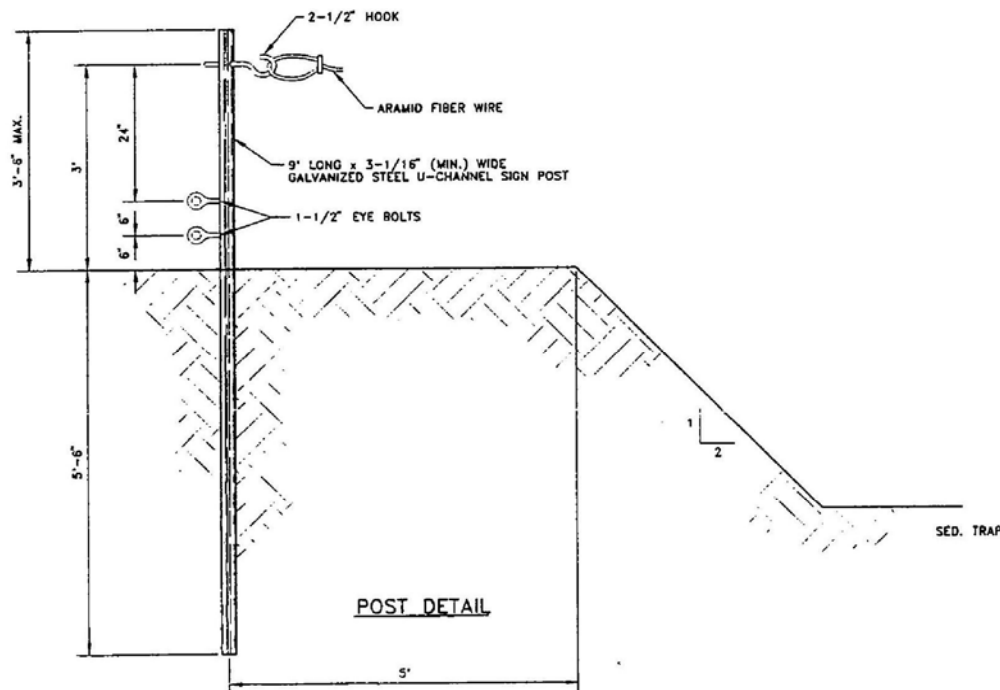 2-1/2" HOOK
ARAMID FIBER WIRE
3'-6" MAX.
3'
24"
9' LONG x 3-1/16" (MIN.) WIDE
GALVANIZED STEEL U-CHANNEL SIGN POST
6"
1-1/2" EYE BOLTS
6"
1
2
5'-6"
SED. TRAP
POST DETAIL
5'